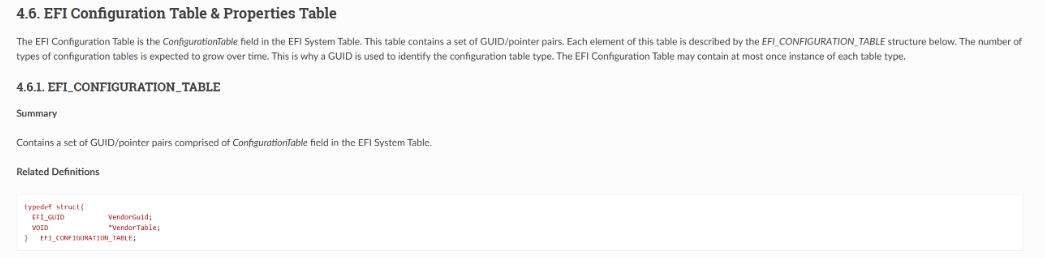 4.6. EFI Configuration Table & Properties Table
The EFI Configuration Table is the ConfigurationTable field in the EFI System Table. This table contains a set of GUID/pointer pairs. Each element of this table is described by the EFI_CONFIGURATION_TABLE structure below. The number of
types of configuration tables is expected to grow over time. This is why a GUID is used to identify the configuration table type. The EFI Configuration Table may contain at most once instance of each table type.
4.6.1. EFI_CONFIGURATION_TABLE
Summary
Contains a set of GUID/pointer pairs comprised of ConfigurationTable field in the EFI System Table.
Related Definitions
typedef struct{
EFI_GUID VendorGuid;
VOID *VendorTable;
} EFI_CONFIGURATION_TABLE;